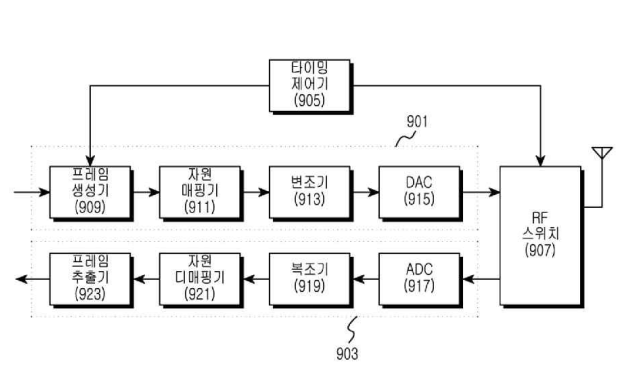 타이밍
제어기
(905)
901
프레임
생성기
(909)
자원
매핑기
(911)
변조기
(913)
DAC
(915)
RF
스위치
(907)
프레임
추출기
(923)
자원
디매핑기
(921)
복조기
(919)
ADC
(917)
903